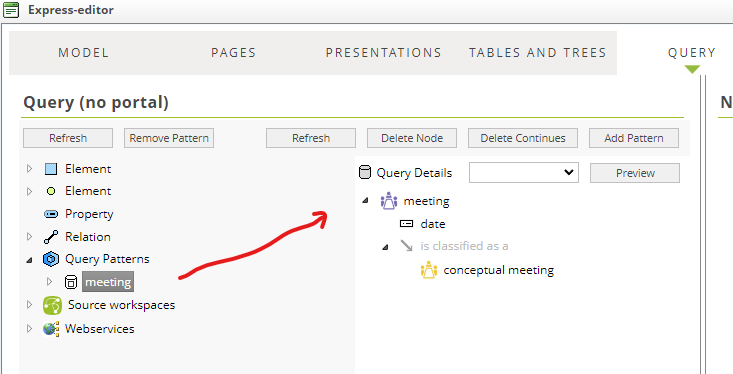 Express-editor
MODEL PAGES PRESENTATIONS TABLES AND TREES QUERY
Query (no portal)
Refresh Remove Pattern Refresh Delete Node Delete Continues Add Pattern
Element
Element
Property
Relation
Query Patterns
meeting
Source workspaces
Webservices
Query Details Preview
meeting
date
is classified as a
conceptual meeting
N